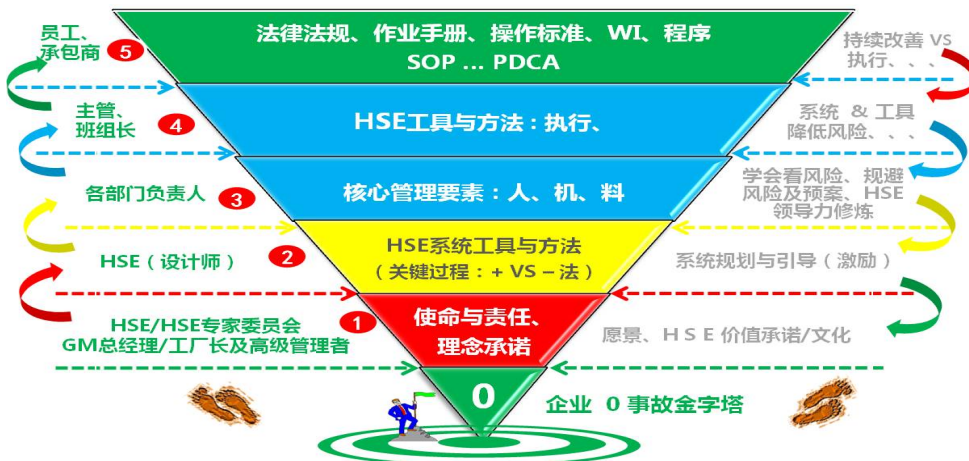 员工、
承包商
5
法律法规、作业手册、操作标准、WI、程序
SOP ... PDCA
持续改善 VS
执行、、、
主管、
班组长
4
HSE工具与方法：执行、
系统 & 工具
降低风险、、、
各部门负责人
3
核心管理要素：人、机、料
学会看风险、规避
风险及预案、HSE
领导力修炼
HSE（设计师）
2
HSE系统工具与方法
（关键过程：+ VS – 法）
系统规划与引导（激励）
HSE/HSE专家委员会
GM总经理/工厂长及高级管理者
1
使命与责任、
理念承诺
愿景、HSE 价值承诺/文化
0
企业 0 事故金字塔